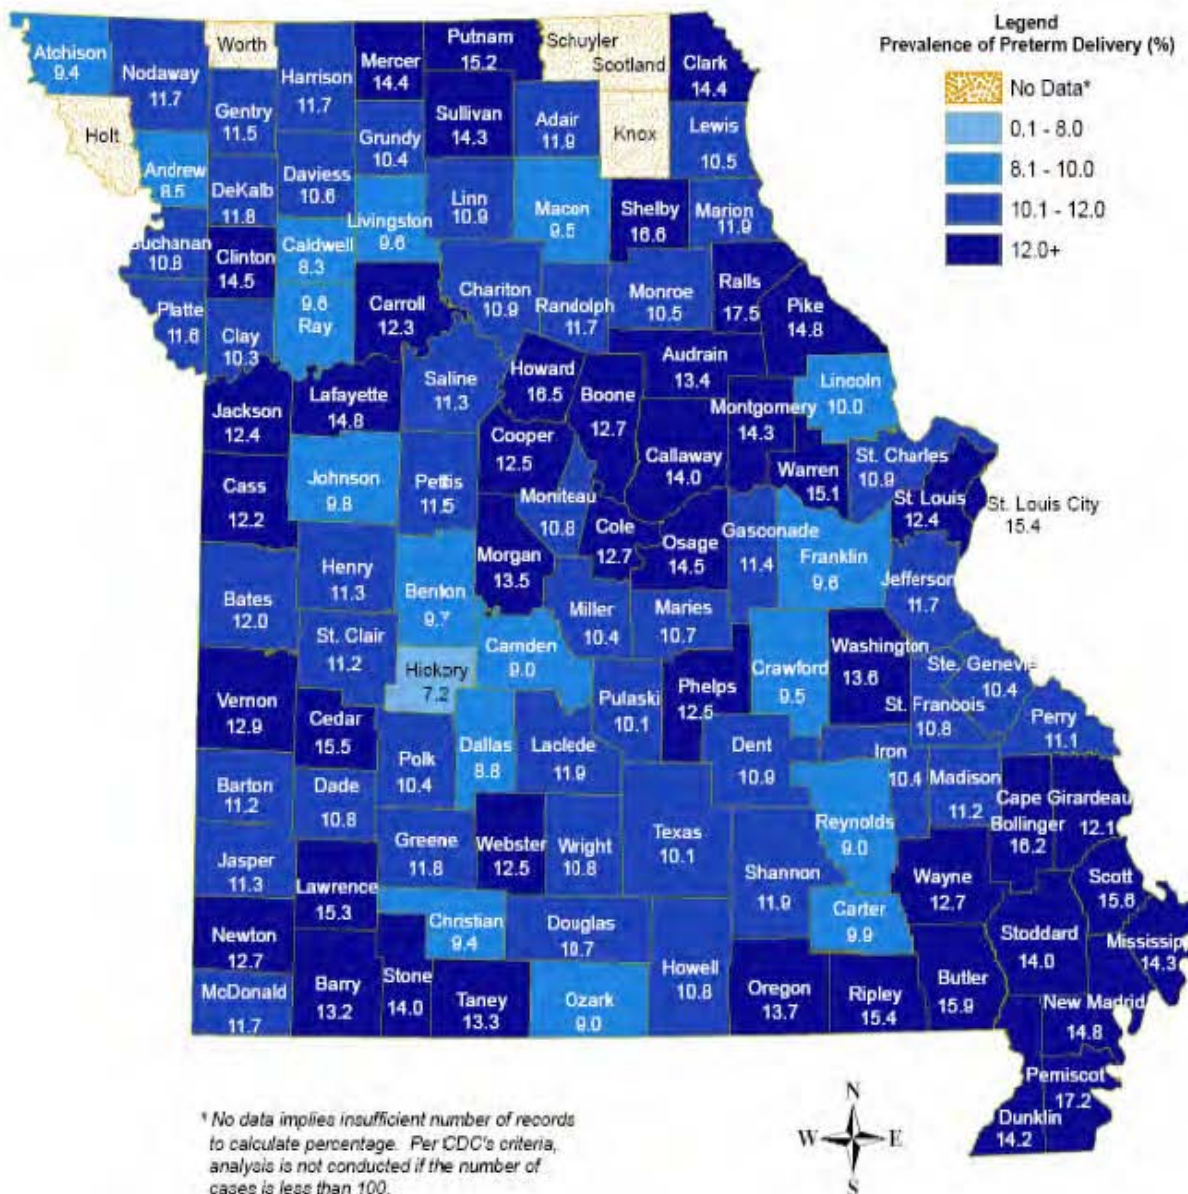 Legend
Prevalence of Preterm Delivery (%)
No Data*
0.1 - 8.0
8.1 - 10.0
10.1 - 12.0
12.0+
Atchison
9.4
Nodaway
11.7
Worth
Harrison
11.7
Mercer
14.4
Putnam
15.2
Schuyler
Scotland
Clark
14.4
Holt
Gentry
11.5
Grundy
10.4
Sullivan
14.3
Adair
11.9
Knox
Lewis
10.5
Andrew
8.5
DeKalb
11.8
Daviess
10.6
Livingston
9.6
Linn
10.9
Macon
9.5
Shelby
16.6
Marion
11.9
Buchanan
10.8
Clinton
14.5
Caldwell
8.3
Platte
11.6
Clay
10.3
9.6
Ray
Carroll
12.3
Chariton
10.9
Randolph
11.7
Monroe
10.5
Ralls
17.5
Pike
14.8
Jackson
12.4
Lafayette
14.8
Saline
11.3
Howard
16.5
Boone
12.7
Audrain
13.4
Montgomery
14.3
Lincoln
10.0
Cass
12.2
Johnson
9.8
Pettis
11.5
Cooper
12.5
Moniteau
10.8
Callaway
14.0
Warren
15.1
St. Charles
10.9
St. Louis
12.4
St. Louis City
15.4
Morgan
13.5
Cole
12.7
Osage
14.5
Gasconade
11.4
Franklin
9.6
Jefferson
11.7
Bates
12.0
Henry
11.3
Benton
9.7
Miller
10.4
Maries
10.7
St. Clair
11.2
Hickory
7.2
Camden
9.0
Crawford
9.5
Washington
13.6
Ste. Genevie
10.4
Vernon
12.9
Cedar
15.5
Pulaski
10.1
Phelps
12.5
St. Francois
10.8
Perry
11.1
Polk
10.4
Dallas
8.8
Laclede
11.9
Dent
10.9
Iron
10.4
Madison
11.2
Barton
11.2
Dade
10.8
Cape Girardeau
12.1
Bollinger
16.2
Jasper
11.3
Greene
11.8
Webster
12.5
Wright
10.8
Texas
10.1
Reynolds
9.0
Shannon
11.9
Wayne
12.7
Scott
15.6
Lawrence
15.3
Newton
12.7
Christian
9.4
Douglas
10.7
Carter
9.9
Stoddard
14.0
Mississipp
14.3
McDonald
11.7
Barry
13.2
Stone
14.0
Taney
13.3
Ozark
9.0
Howell
10.8
Oregon
13.7
Ripley
15.4
Butler
15.9
New Madrid
14.8
Pemiscot
17.2
Dunklin
14.2
* No data implies insufficient number of records
to calculate percentage. Per CDC's criteria,
analysis is not conducted if the number of
cases is less than 100.
N
W E
S